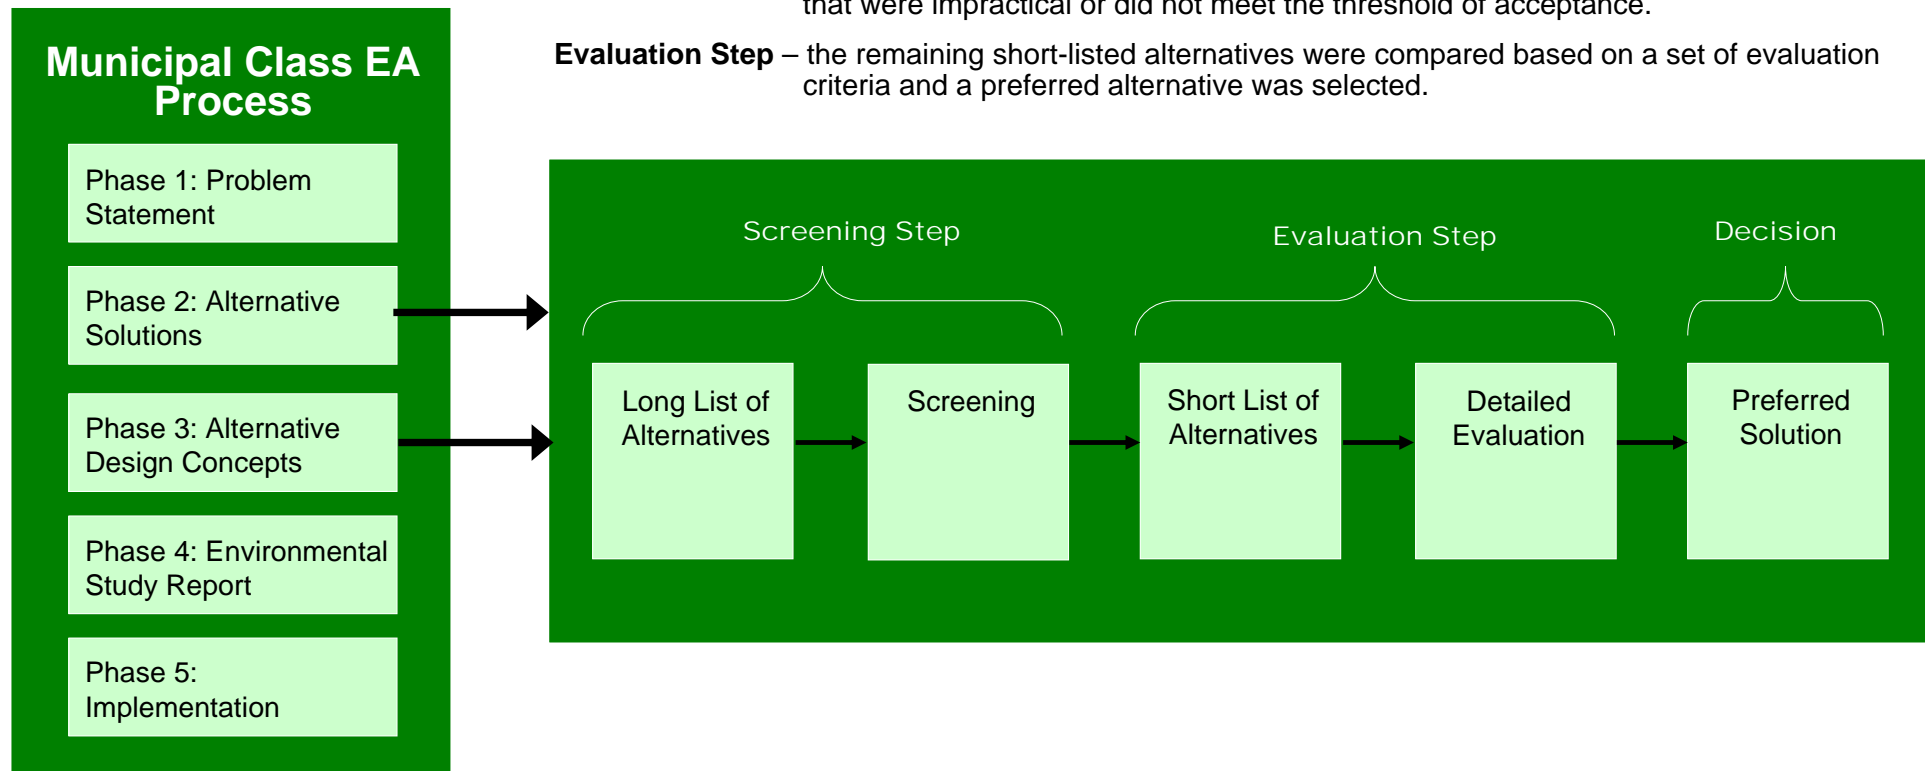 that were impractical or did not meet the threshold of acceptance.
Evaluation Step – the remaining short-listed alternatives were compared based on a set of evaluation
criteria and a preferred alternative was selected.
Municipal Class EA
Process
Phase 1: Problem
Statement
Phase 2: Alternative
Solutions
Phase 3: Alternative
Design Concepts
Phase 4: Environmental
Study Report
Phase 5:
Implementation
Screening Step
Evaluation Step
Decision
Long List of
Alternatives
Screening
Short List of
Alternatives
Detailed
Evaluation
Preferred
Solution